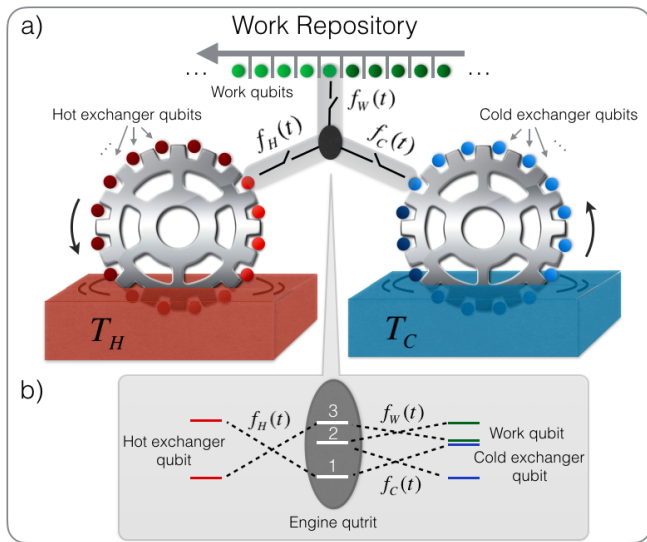 a)
Work Repository
...
...
Work qubits
Hot exchanger qubits
Cold exchanger qubits
...
...
f_H(t)
f_W(t)
f_C(t)
T_H
T_C
b)
f_H(t)
3
2
1
f_W(t)
f_C(t)
Hot exchanger
qubit
Work qubit
Cold exchanger
qubit
Engine qutrit